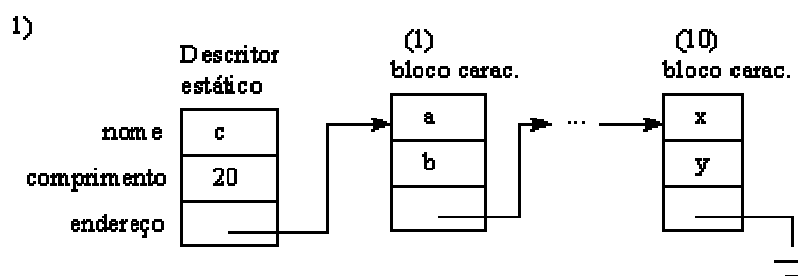 1)
Descritor
estático
(1)
bloco carac.
(10)
bloco carac.
nome
c
a
...
x
comprimento
20
b
y
endereço